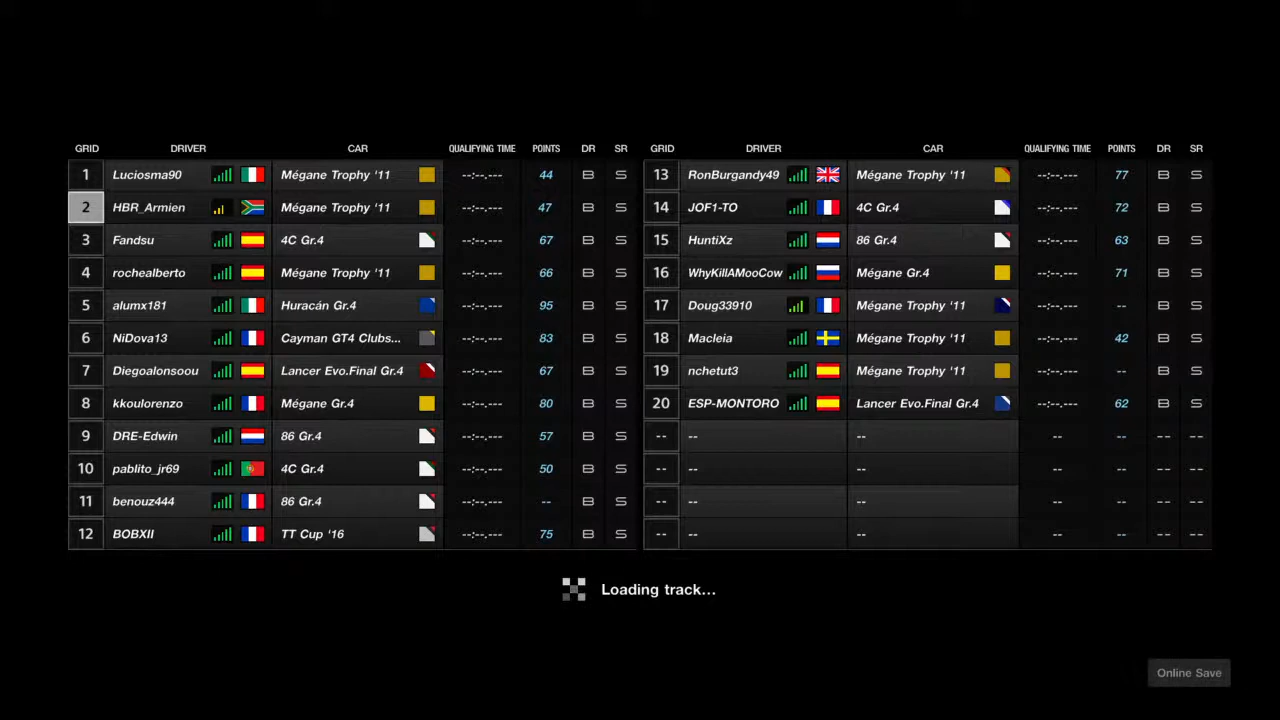 GRID DRIVER CAR QUALIFYING TIME POINTS DR SR
1 Luciosma90 Mégane Trophy '11 --:--.--- 44 B S
2 HBR_Armien Mégane Trophy '11 --:--.--- 47 B S
3 Fandsu 4C Gr.4 --:--.--- 67 B S
4 rochealberto Mégane Trophy '11 --:--.--- 66 B S
5 alumx181 Huracán Gr.4 --:--.--- 95 B S
6 NiDova13 Cayman GT4 Clubs... --:--.--- 83 B S
7 Diegoalonsoou Lancer Evo.Final Gr.4 --:--.--- 67 B S
8 kkoulorenzo Mégane Gr.4 --:--.--- 80 B S
9 DRE-Edwin 86 Gr.4 --:--.--- 57 B S
10 pablito_jr69 4C Gr.4 --:--.--- 50 B S
11 benouz444 86 Gr.4 --:--.--- -- B S
12 BOBXII TT Cup '16 --:--.--- 75 B S
GRID DRIVER CAR QUALIFYING TIME POINTS DR SR
13 RonBurgandy49 Mégane Trophy '11 --:--.--- 77 B S
14 JOF1-TO 4C Gr.4 --:--.--- 72 B S
15 HuntiXz 86 Gr.4 --:--.--- 63 B S
16 WhyKillAMooCow Mégane Gr.4 --:--.--- 71 B S
17 Doug33910 Mégane Trophy '11 --:--.--- -- B S
18 Macleia Mégane Trophy '11 --:--.--- 42 B S
19 nchetut3 Mégane Trophy '11 --:--.--- -- B S
20 ESP-MONTORO Lancer Evo.Final Gr.4 --:--.--- 62 B S
-- -- -- -- -- -- --
-- -- -- -- -- -- --
-- -- -- -- -- -- --
-- -- -- -- -- -- --
Loading track...
Online Save